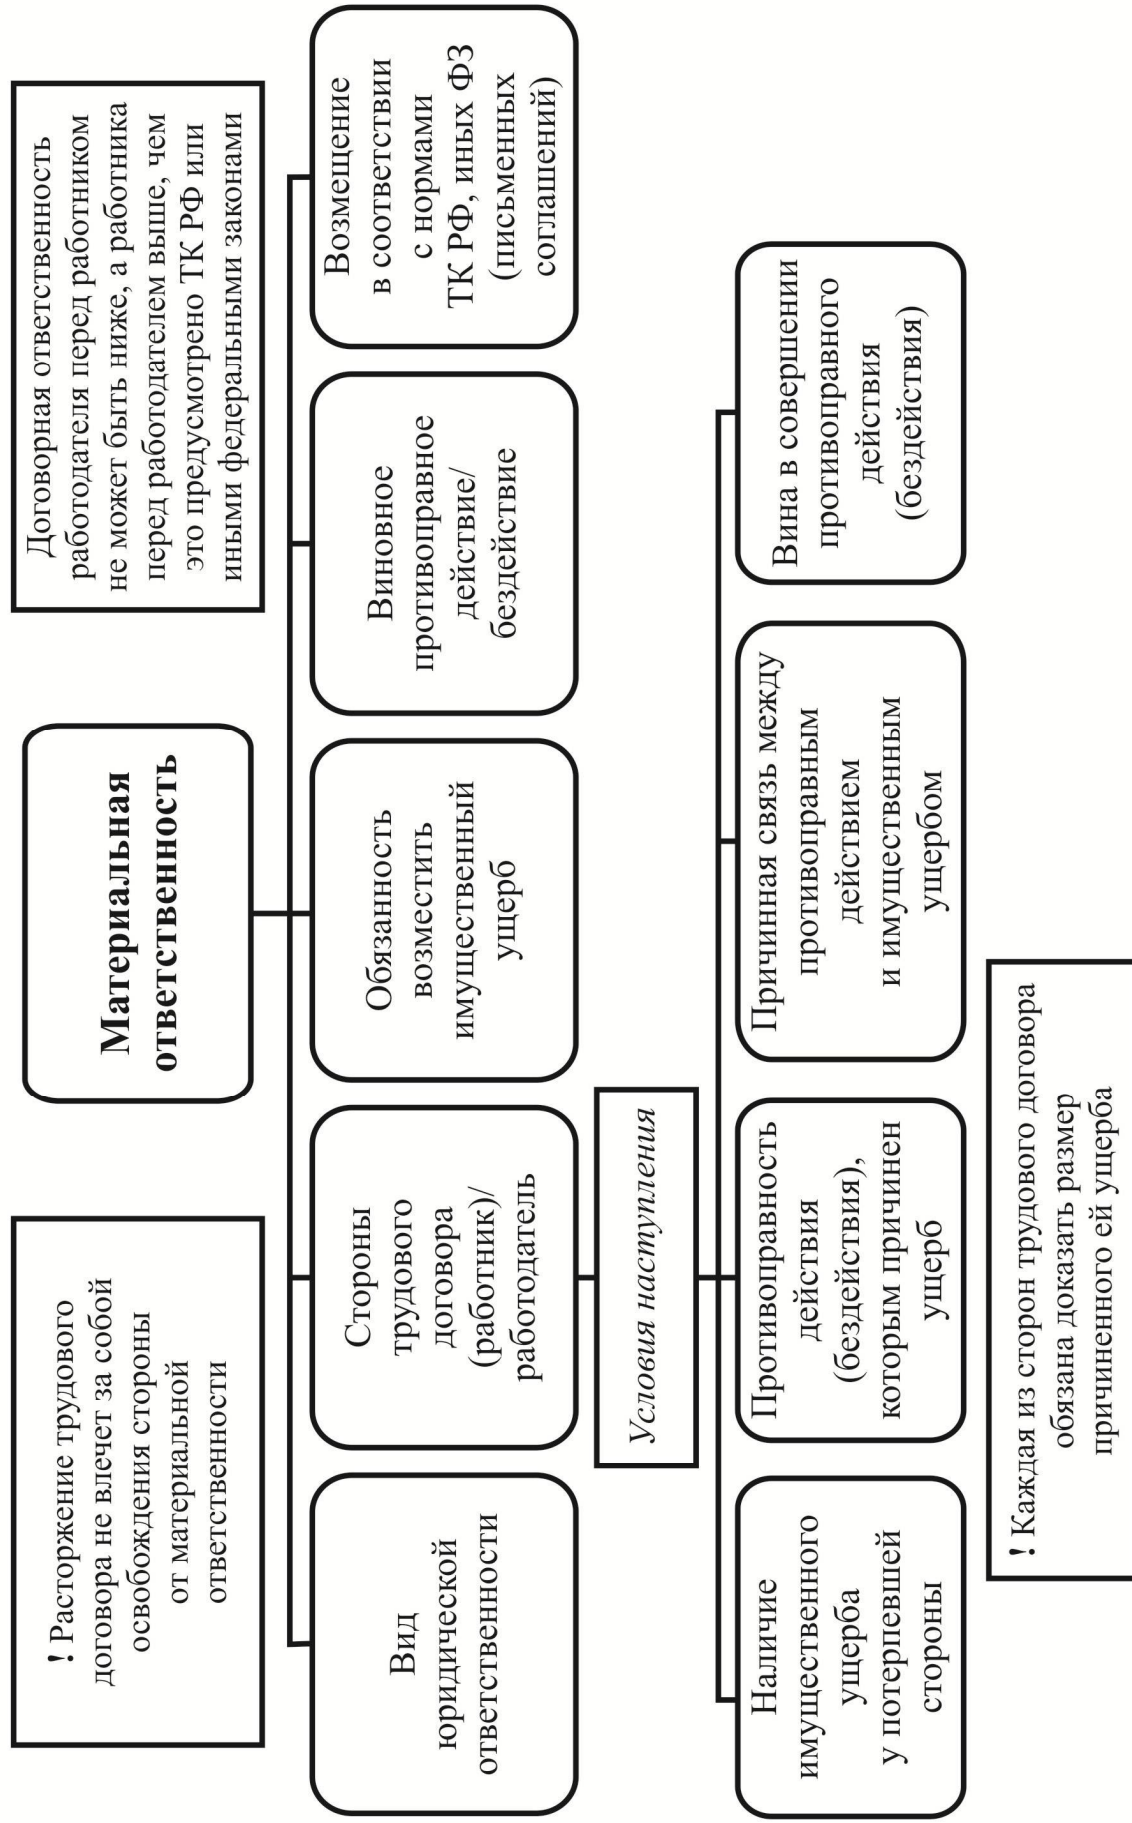 ! Расторжение трудового
договора не влечет за собой
освобождения стороны
от материальной
ответственности
Материальная
ответственность
Договорная ответственность
работодателя перед работником
не может быть ниже, а работника
перед работодателем выше, чем
это предусмотрено ТК РФ или
иными федеральными законами
Вид
юридической
ответственности
Стороны
трудового
договора
(работник)/
работодатель
Обязанность
возместить
имущественный
ущерб
Виновное
противоправное
действие/
бездействие
Возмещение
в соответствии
с нормами
ТК РФ, иных ФЗ
(письменных
соглашений)
Условия наступления
Наличие
имущественного
ущерба
у потерпевшей
стороны
Противоправность
действия
(бездействия),
которым причинен
ущерб
Причинная связь между
противоправным
действием
и имущественным
ущербом
Вина в совершении
противоправного
действия
(бездействия)
! Каждая из сторон трудового договора
обязана доказать размер
причиненного ей ущерба